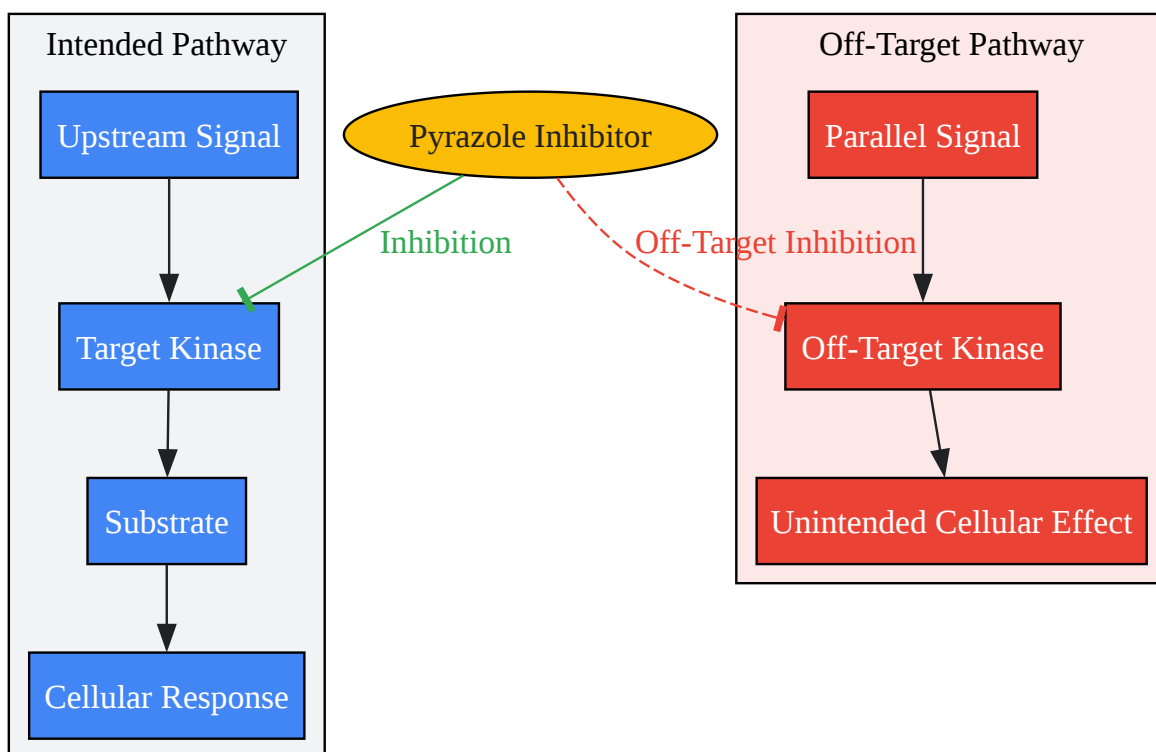 Intended Pathway
Off-Target Pathway
Upstream Signal
Pyrazole Inhibitor
Parallel Signal
Inhibition
Off-Target Inhibition
Target Kinase
Off-Target Kinase
Substrate
Unintended Cellular Effect
Cellular Response